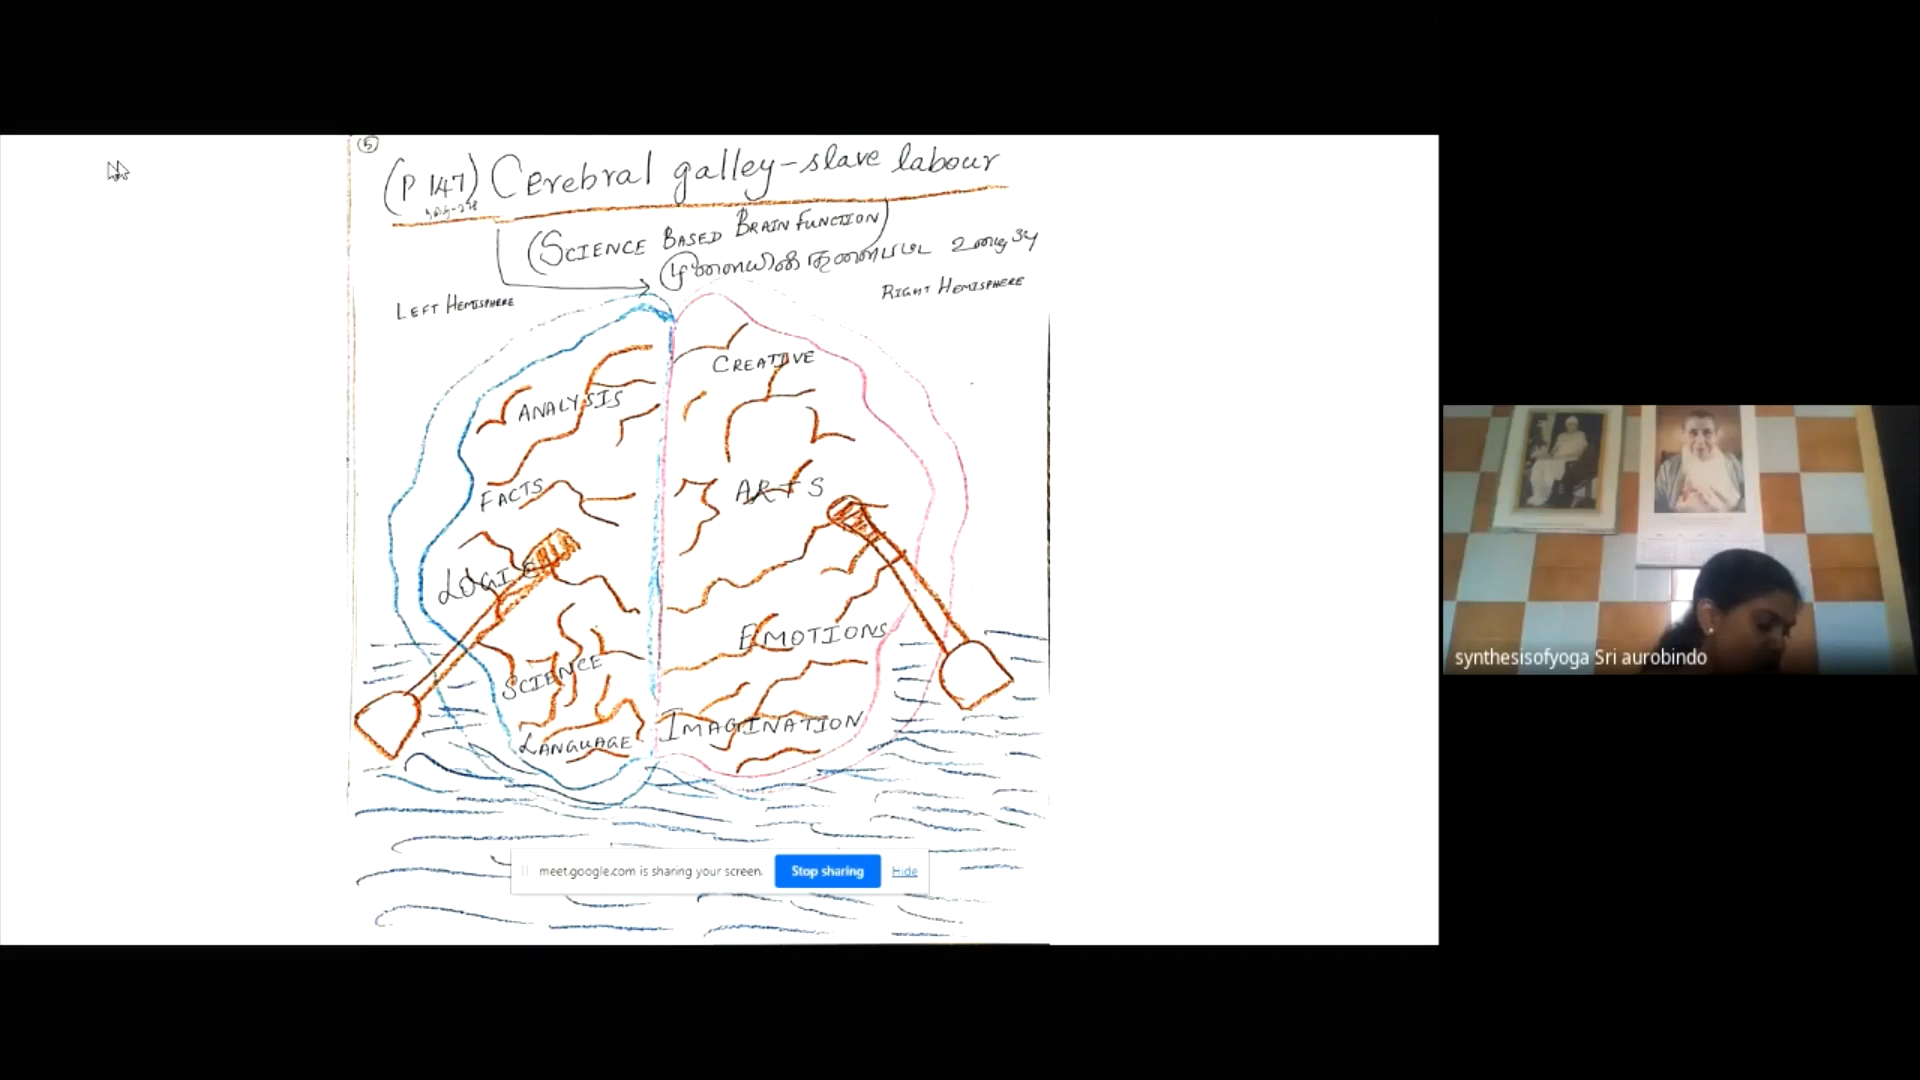 5
(P 147) Cerebral galley-slave labour
(SCIENCE BASED BRAIN FUNCTION)
மூளையின்
LEFT HEMISPHERE
RIGHT HEMISPHERE
CREATIVE
ANALYSIS
FACTS
ARTS
LOGIC
EMOTIONS
SCIENCE
IMAGINATION
LANGUAGE
meet.google.com is sharing your screen.
Stop sharing
Hide
synthesisofyoga Sri aurobindo